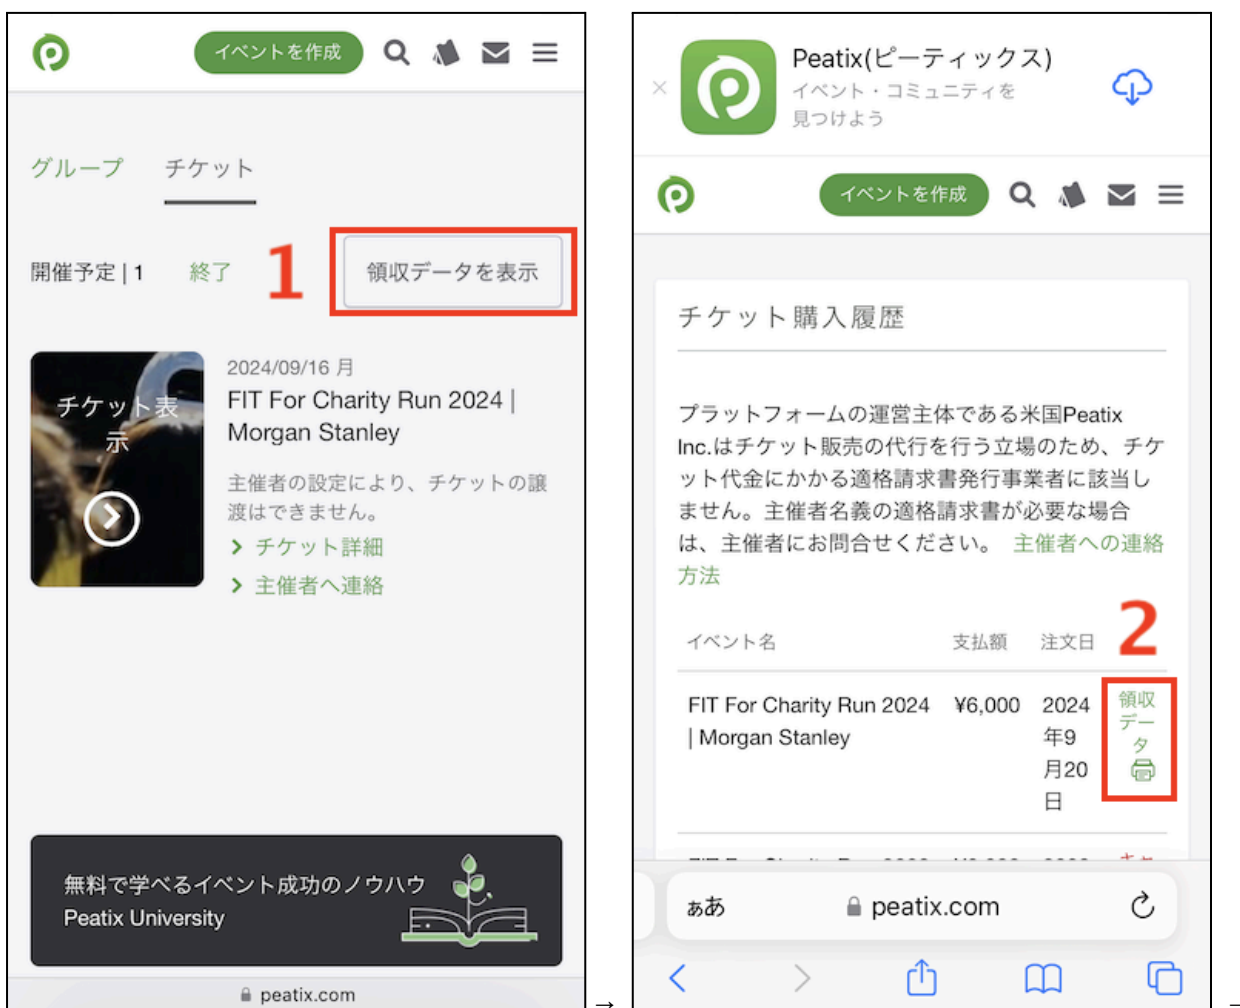 イベントを作成
グループ チケット
開催予定 | 1 終了 1 領収データを表示
チケット表
示
2024/09/16 月
FIT For Charity Run 2024 |
Morgan Stanley
主催者の設定により、チケットの譲
渡はできません。
> チケット詳細
> 主催者へ連絡
無料で学べるイベント成功のノウハウ
Peatix University
peatix.com
→
× Peatix(ピーティックス)
イベント・コミュニティを
見つけよう
イベントを作成
チケット購入履歴
プラットフォームの運営主体である米国Peatix
Inc.はチケット販売の代行を行う立場のため、チケ
ット代金にかかる適格請求書発行事業者に該当し
ません。主催者名義の適格請求書が必要な場合
は、主催者にお問合せください。 主催者への連絡
方法
2
イベント名 支払額 注文日
FIT For Charity Run 2024 ¥6,000 2024 領収
| Morgan Stanley 年9 デー
月20 タ
日
ぁあ peatix.com